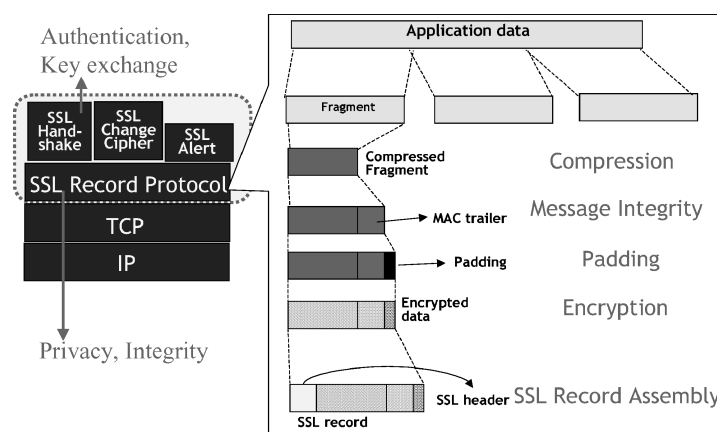 Authentication,
Key exchange
SSL
Hand-
shake
SSL
Change
Cipher
SSL
Alert
SSL Record Protocol
TCP
IP
Privacy, Integrity
Application data
Fragment
Compressed
Fragment
Compression
MAC trailer
Message Integrity
Padding
Padding
Encrypted
data
Encryption
SSL header
SSL Record Assembly
SSL record